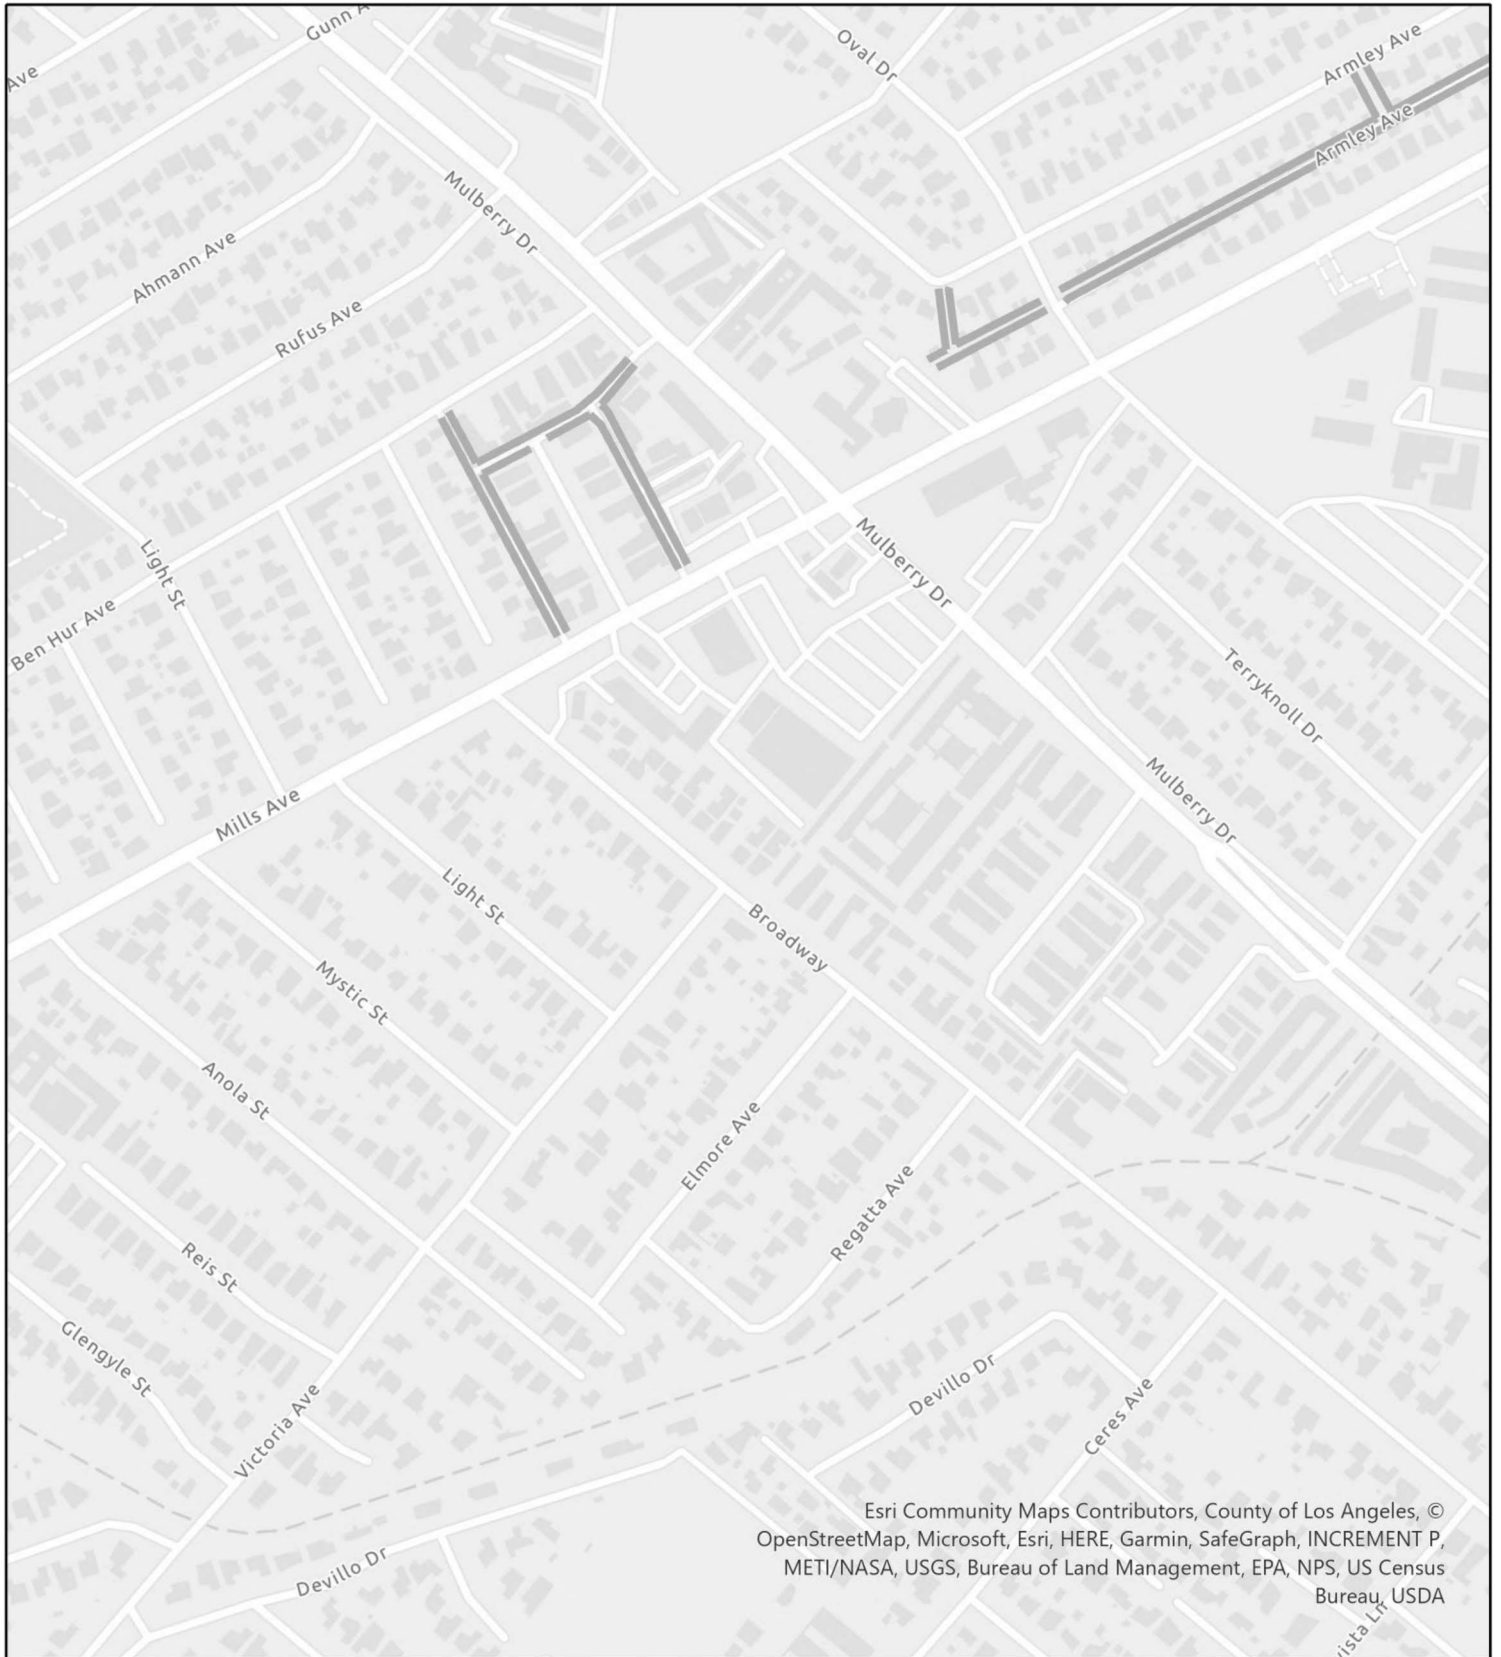 Gunn A
Ave
Oval Dr
Armley Ave
Armley Ave
Mulberry Dr
Ahmann Ave
Rufus Ave
Light St
Ben Hur Ave
Mulberry Dr
Terryknoll Dr
Mulberry Dr
Mills Ave
Light St
Broadway
Mystic St
Anola St
Elmore Ave
Regatta Ave
Reis St
Glengyle St
Victoria Ave
Devillo Dr
Ceres Ave
Devillo Dr
Esri Community Maps Contributors, County of Los Angeles, ©
OpenStreetMap, Microsoft, Esri, HERE, Garmin, SafeGraph, INCREMENT P,
METI/NASA, USGS, Bureau of Land Management, EPA, NPS, US Census
Bureau, USDA
vista Ln